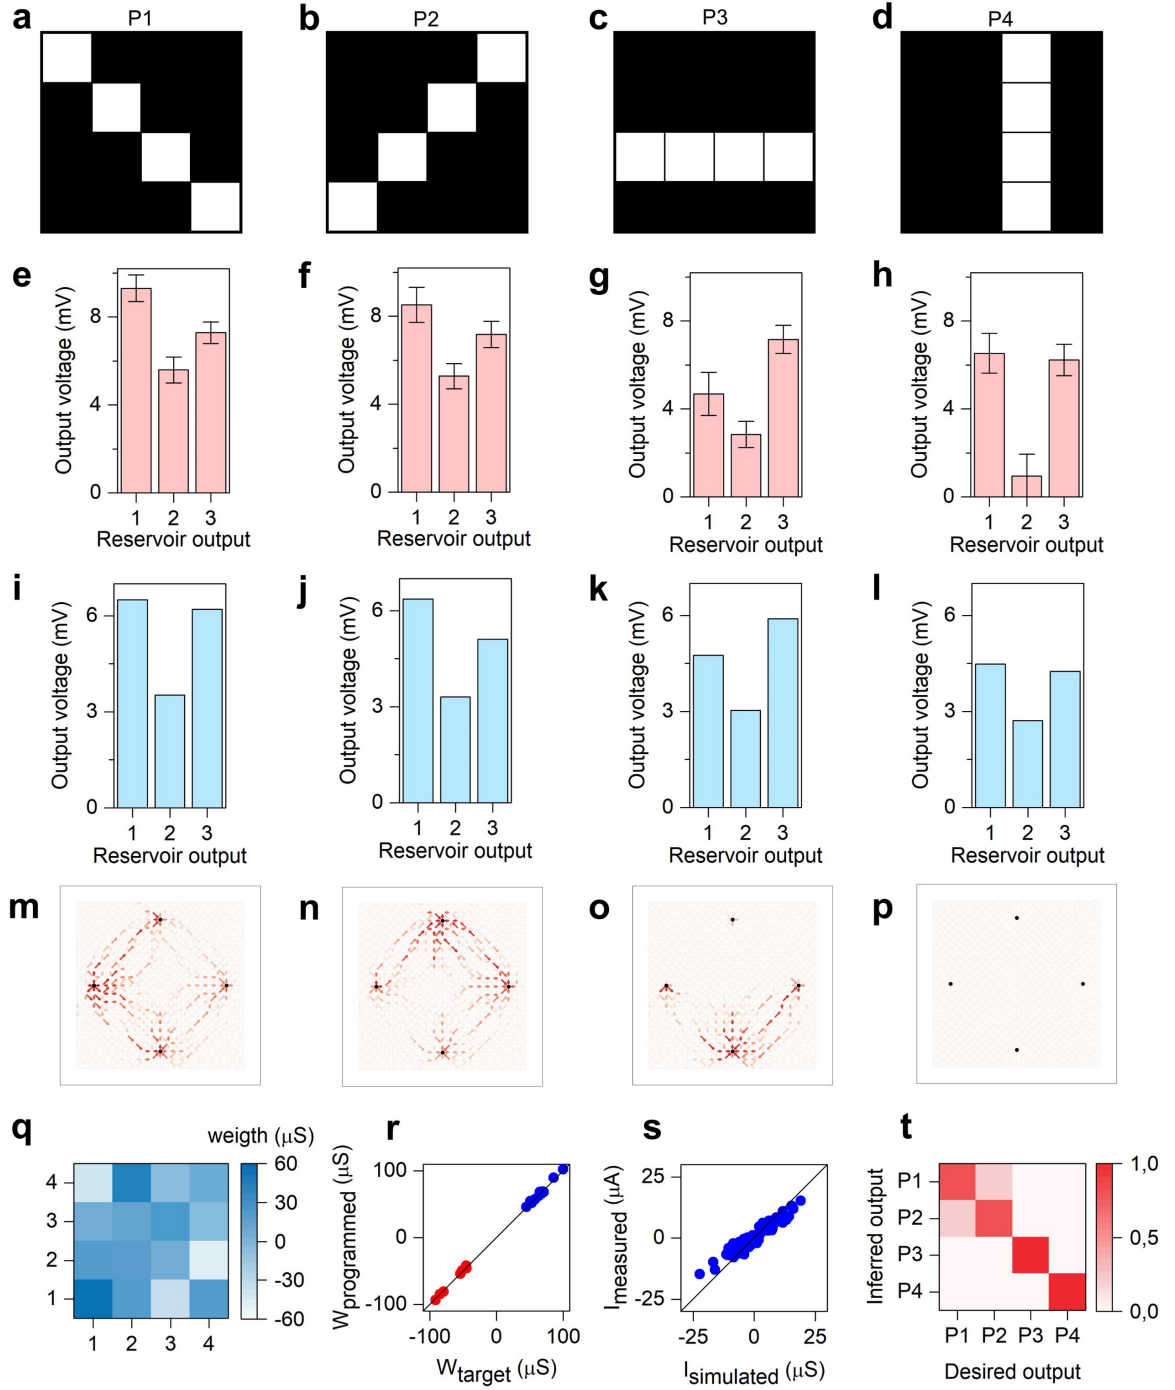 a P1 b P2 c P3 d P4
e Output voltage (mV) 8 4 0 1 2 3 Reservoir output
f Output voltage (mV) 8 4 0 1 2 3 Reservoir output
g Output voltage (mV) 8 4 0 1 2 3 Reservoir output
h Output voltage (mV) 8 4 0 1 2 3 Reservoir output
i Output voltage (mV) 6 3 0 1 2 3 Reservoir output
j Output voltage (mV) 6 3 0 1 2 3 Reservoir output
k Output voltage (mV) 6 3 0 1 2 3 Reservoir output
l Output voltage (mV) 6 3 0 1 2 3 Reservoir output
m n o p
q weigth (μS)
4 3 2 1
1 2 3 4
60 30 0 -30 -60
r Wprogrammed (μS)
100 0 -100
-100 0 100
Wtarget (μS)
s Imeasured (μA)
25 0 -25
-25 0 25
Isimulated (μS)
t Inferred output
P1 P2 P3 P4
P1 P2 P3 P4
Desired output
1,0 0,5 0,0